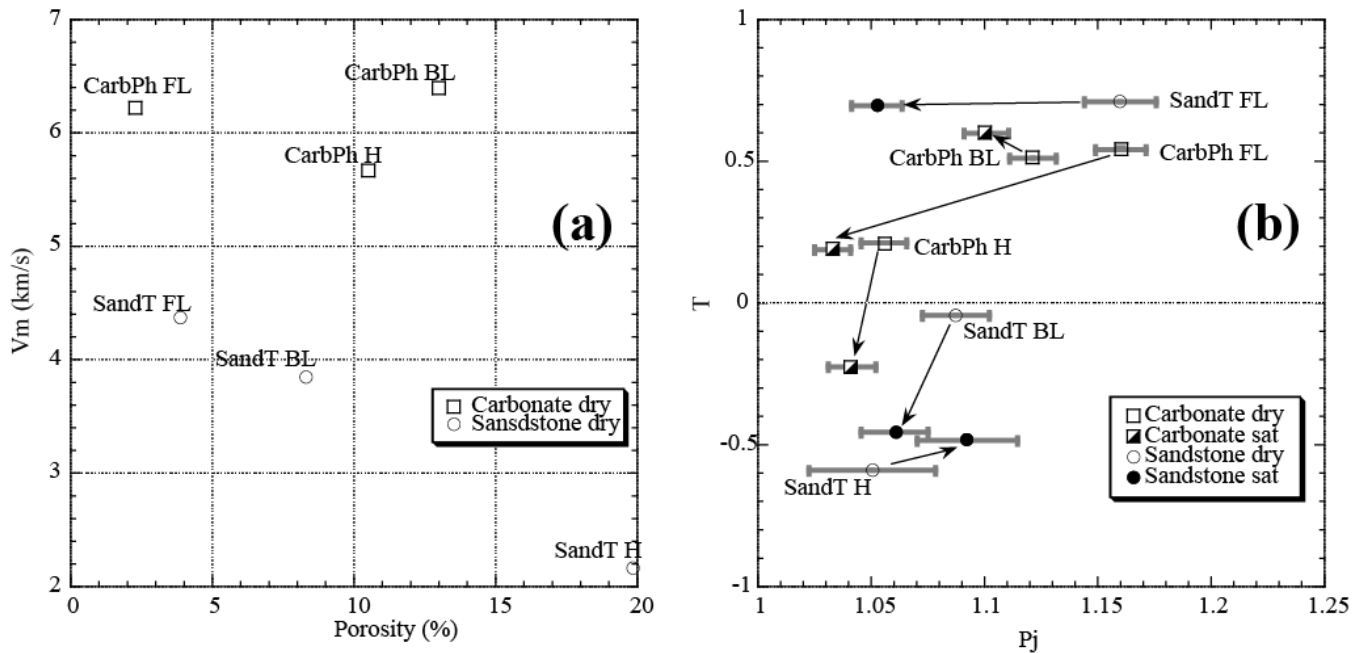 7
6
5
4
3
2
Vm (km/s)
CarbPh FL
CarbPh BL
CarbPh H
(a)
SandT FL
SandT BL
Carbonate dry
Sansdstone dry
SandT H
0
5
10
15
20
Porosity (%)
1
0.5
0
-0.5
-1
T
SandT FL
CarbPh BL
CarbPh FL
(b)
CarbPh H
SandT BL
SandT H
Carbonate dry
Carbonate sat
Sandstone dry
Sandstone sat
1
1.05
1.1
1.15
1.2
1.25
Pj